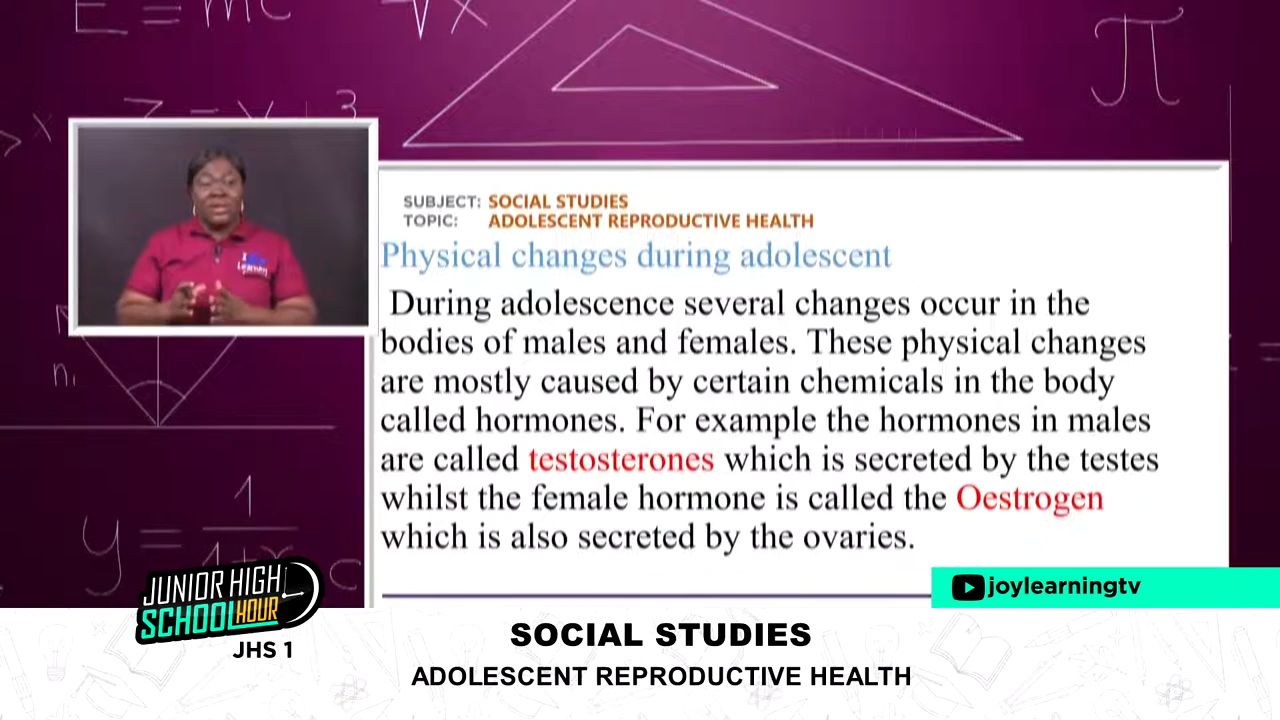 E = mc
√x
π
SUBJECT: SOCIAL STUDIES
TOPIC: ADOLESCENT REPRODUCTIVE HEALTH
Physical changes during adolescent
During adolescence several changes occur in the
bodies of males and females. These physical changes
are mostly caused by certain chemicals in the body
called hormones. For example the hormones in males
are called testosterones which is secreted by the testes
whilst the female hormone is called the Oestrogen
which is also secreted by the ovaries.
y = 1
JUNIOR HIGH
SCHOOL HOUR
JHS 1
joylearningtv
SOCIAL STUDIES
ADOLESCENT REPRODUCTIVE HEALTH